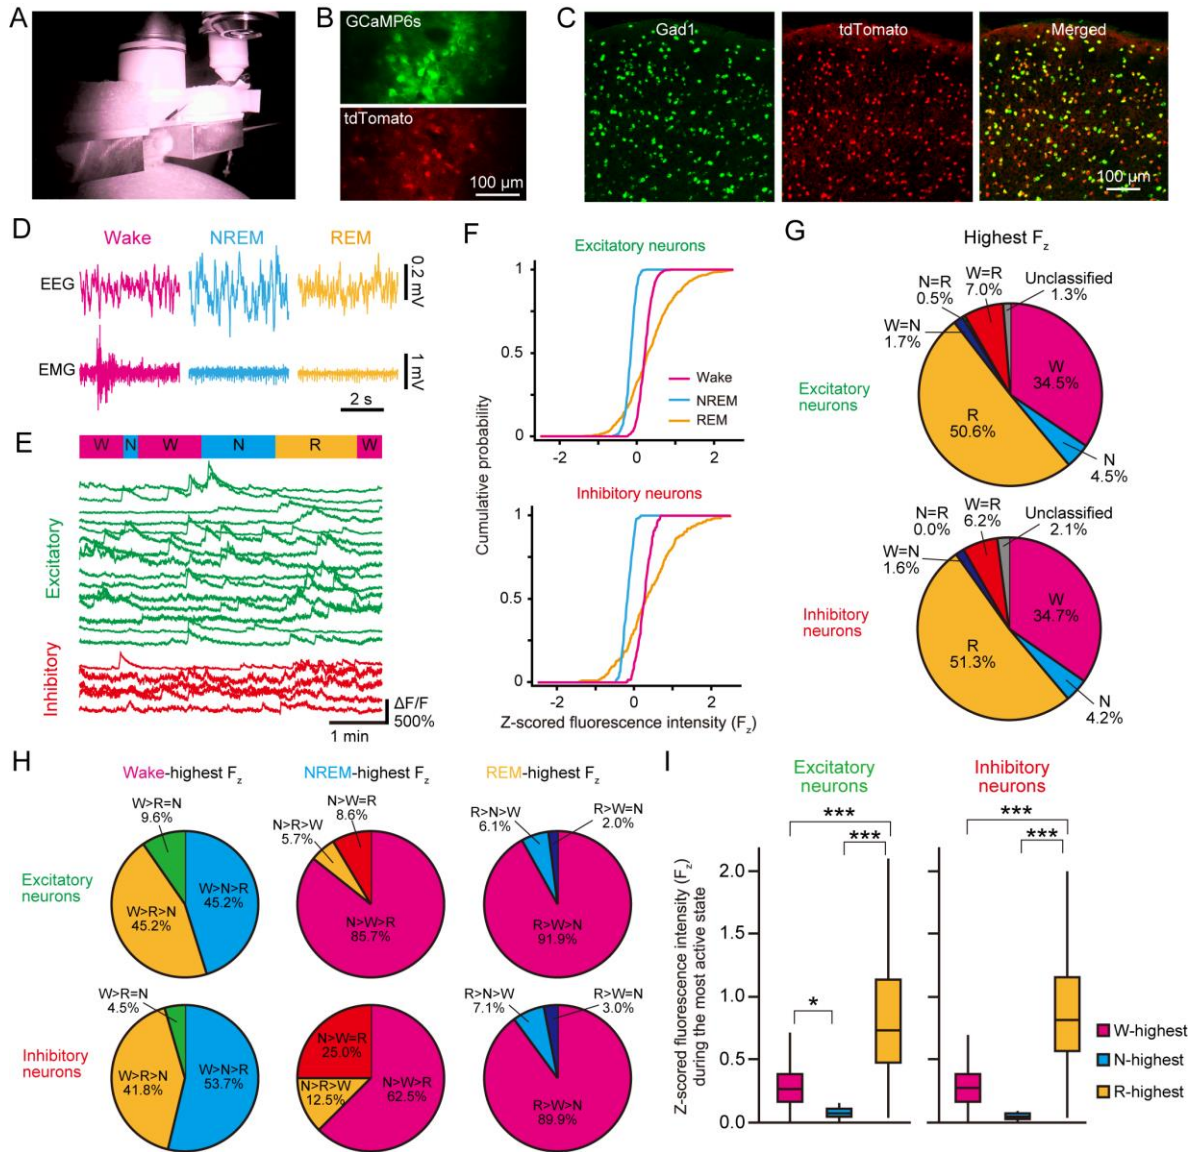 A
B
GCaMP6s
tdTomato
100 μm
C
Gad1
tdTomato
Merged
100 μm
D
Wake
NREM
REM
EEG
0.2 mV
EMG
1 mV
2 s
E
W N W N R W
Excitatory
Inhibitory
ΔF/F
500%
1 min
F
Excitatory neurons
1
0.5
0
-2 0 2
Wake
NREM
REM
Cumulative probability
Inhibitory neurons
1
0.5
0
-2 0 2
Z-scored fluorescence intensity (Fz)
G
Highest Fz
Excitatory
neurons
W=R
7.0%
Unclassified
1.3%
N=R
0.5%
W=N
1.7%
W
34.5%
R
50.6%
N
4.5%
Inhibitory
neurons
W=R
6.2%
Unclassified
2.1%
N=R
0.0%
W=N
1.6%
W
34.7%
R
51.3%
N
4.2%
H
Wake-highest Fz
NREM-highest Fz
REM-highest Fz
Excitatory
neurons
W>R=N
9.6%
W>N>R
45.2%
W>R>N
45.2%
N>W=R
8.6%
N>R>W
5.7%
N>W>R
85.7%
R>N>W
6.1%
R>W=N
2.0%
R>W>N
91.9%
Inhibitory
neurons
W>R=N
4.5%
W>R>N
41.8%
W>N>R
53.7%
N>W=R
25.0%
N>R>W
12.5%
N>W>R
62.5%
R>N>W
7.1%
R>W=N
3.0%
R>W>N
89.9%
I
Excitatory
neurons
Inhibitory
neurons
***
***
*
***
***
Z-scored fluorescence intensity (Fz)
during the most active state
2.0
1.5
1.0
0.5
0.0
W-highest
N-highest
R-highest